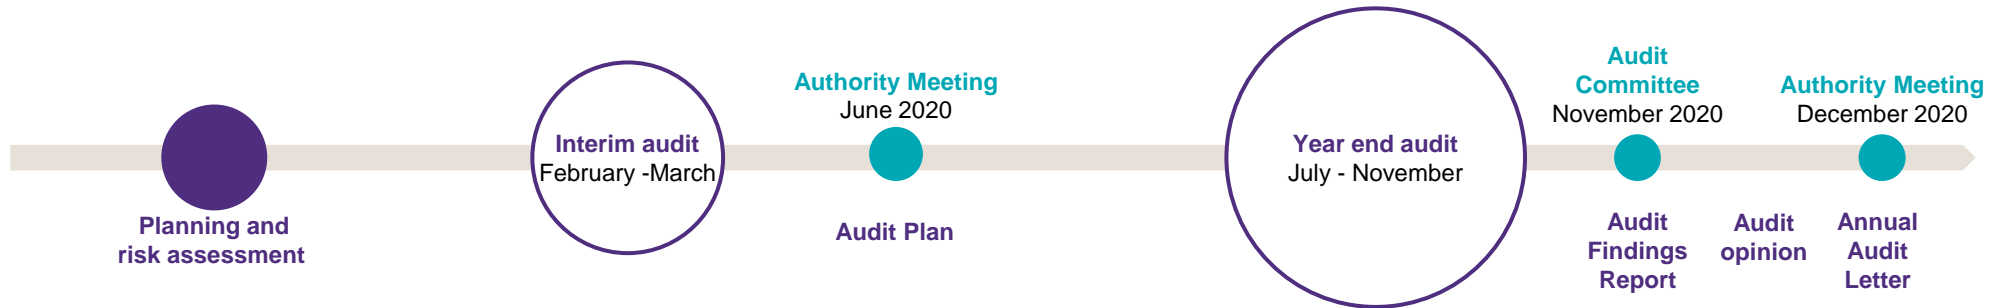 Planning and
risk assessment
Interim audit
February -March
Authority Meeting
June 2020
Audit Plan
Year end audit
July - November
Audit
Committee
November 2020
Audit
Findings
Report
Audit
opinion
Authority Meeting
December 2020
Annual
Audit
Letter